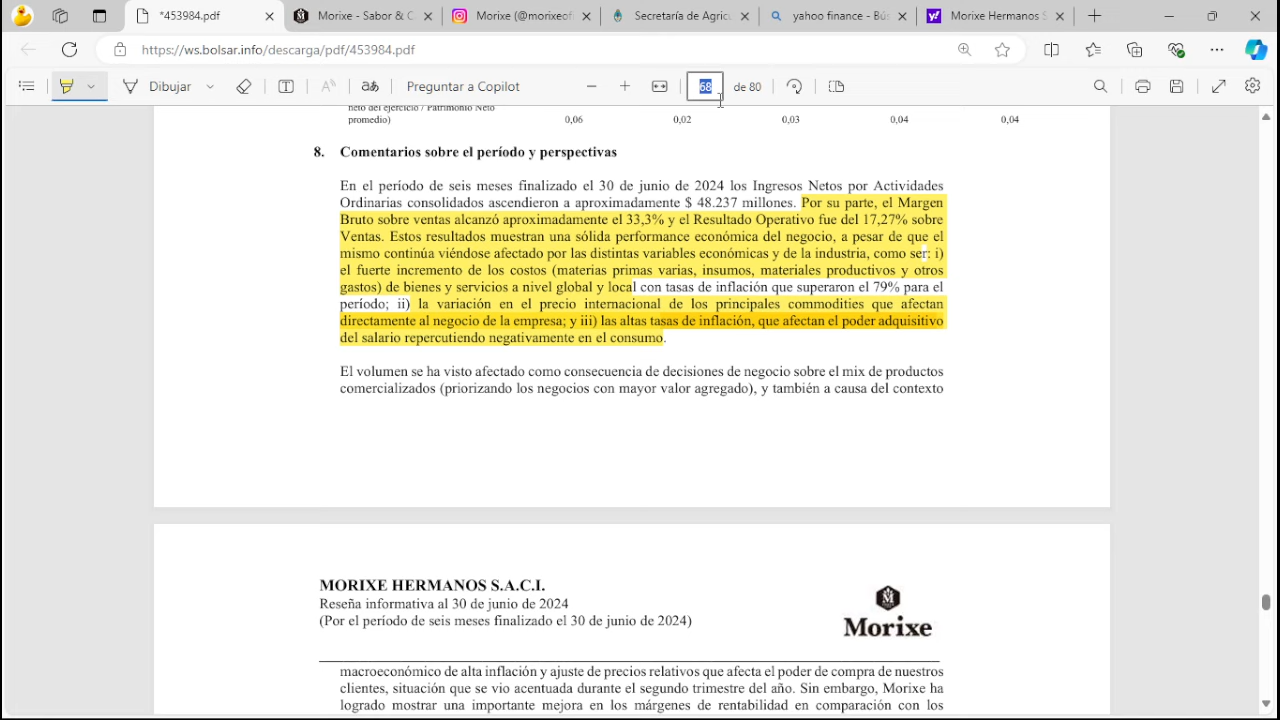 *453984.pdf
Morixe - Sabor & C
Morixe (@morixeof
Secretaría de Agricu
yahoo finance - Bús
Morixe Hermanos S
https://ws.bolsar.info/descarga/pdf/453984.pdf
Dibujar
Preguntar a Copilot
68 de 80
neto del ejercicio / Patrimonio Neto
promedio) 0,06 0,02 0,03 0,04 0,04
8. Comentarios sobre el período y perspectivas
En el período de seis meses finalizado el 30 de junio de 2024 los Ingresos Netos por Actividades
Ordinarias consolidados ascendieron a aproximadamente $ 48.237 millones. Por su parte, el Margen
Bruto sobre ventas alcanzó aproximadamente el 33,3% y el Resultado Operativo fue del 17,27% sobre
Ventas. Estos resultados muestran una sólida performance económica del negocio, a pesar de que el
mismo continúa viéndose afectado por las distintas variables económicas y de la industria, como ser: i)
el fuerte incremento de los costos (materias primas varias, insumos, materiales productivos y otros
gastos) de bienes y servicios a nivel global y local con tasas de inflación que superaron el 79% para el
período; ii) la variación en el precio internacional de los principales commodities que afectan
directamente al negocio de la empresa; y iii) las altas tasas de inflación, que afectan el poder adquisitivo
del salario repercutiendo negativamente en el consumo.
El volumen se ha visto afectado como consecuencia de decisiones de negocio sobre el mix de productos
comercializados (priorizando los negocios con mayor valor agregado), y también a causa del contexto
MORIXE HERMANOS S.A.C.I.
Reseña informativa al 30 de junio de 2024
(Por el período de seis meses finalizado el 30 de junio de 2024)
Morixe
macroeconómico de alta inflación y ajuste de precios relativos que afecta el poder de compra de nuestros
clientes, situación que se vio acentuada durante el segundo trimestre del año. Sin embargo, Morixe ha
logrado mostrar una importante mejora en los márgenes de rentabilidad en comparación con los